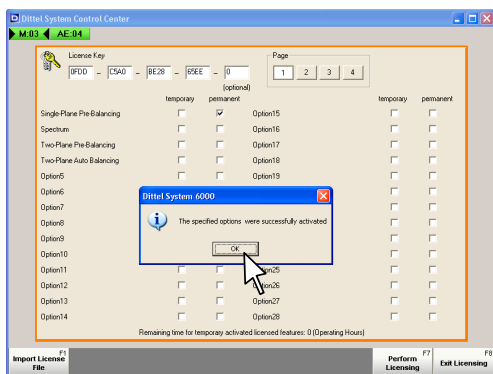 Dittel System Control Center
M:03 AE:04
License Key
Page
0FDD - C5A0 - BE28 - 65EE - 0
1 2 3 4
(optional)
temporary permanent temporary permanent
Single-Plane Pre-Balancing Option15
Spectrum Option16
Two-Plane Pre-Balancing Option17
Two-Plane Auto Balancing Option18
Option5 Option19
Option6
Dittel System 6000
Option7
Option8
The specified options were successfully activated
Option9
OK
Option10
Option11 Option25
Option12 Option26
Option13 Option27
Option14 Option28
Remaining time for temporary activated licensed features: 0 (Operating Hours)
F1 F7 F8
Import License File
Perform Licensing
Exit Licensing